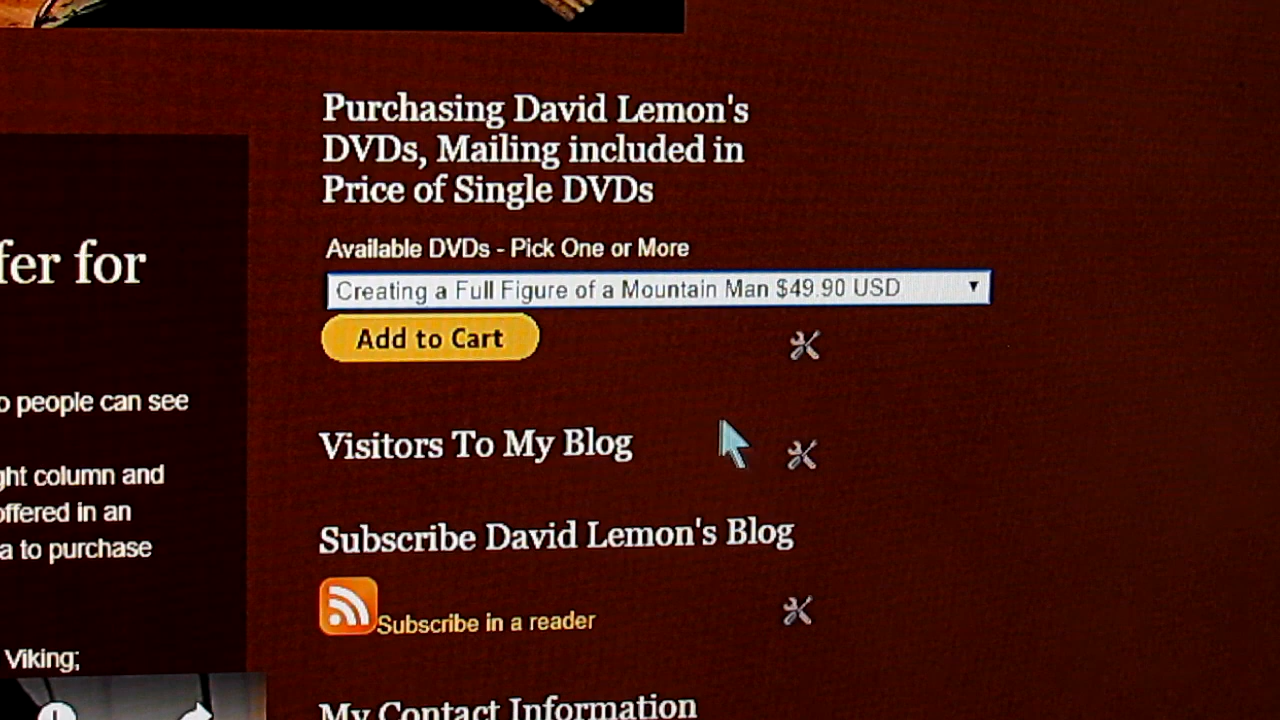 Purchasing David Lemon's
DVDs, Mailing included in
Price of Single DVDs
Available DVDs - Pick One or More
Creating a Full Figure of a Mountain Man $49.90 USD
Add to Cart
Visitors To My Blog
Subscribe David Lemon's Blog
Subscribe in a reader
My Contact Information
fer for
o people can see
ght column and
offered in an
a to purchase
Viking;